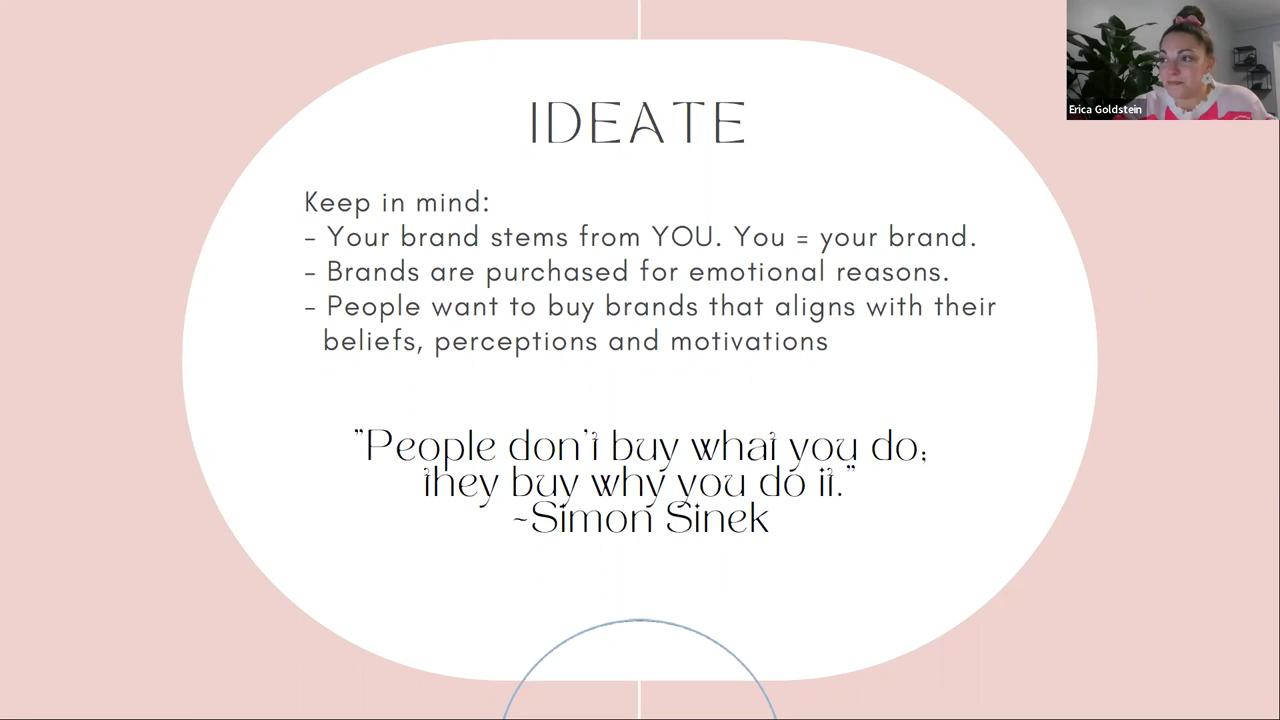 IDEATE
Keep in mind:
- Your brand stems from YOU. You = your brand.
- Brands are purchased for emotional reasons.
- People want to buy brands that aligns with their
beliefs, perceptions and motivations
"People don't buy what you do;
they buy why you do it."
~Simon Sinek
Erica Goldstein